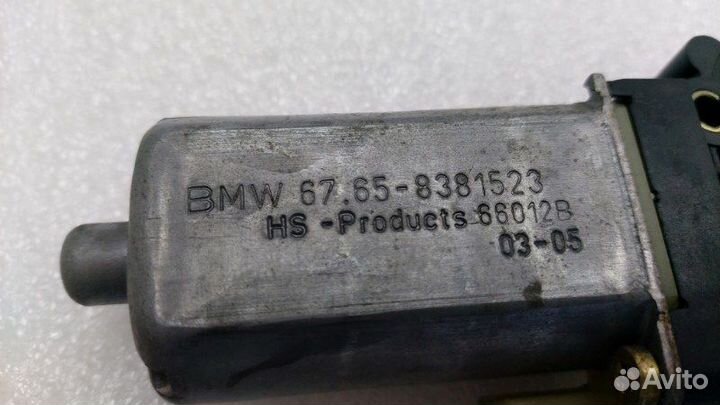 BMW 67.65-8381523
HS - Products 66012B
03-05
Avito